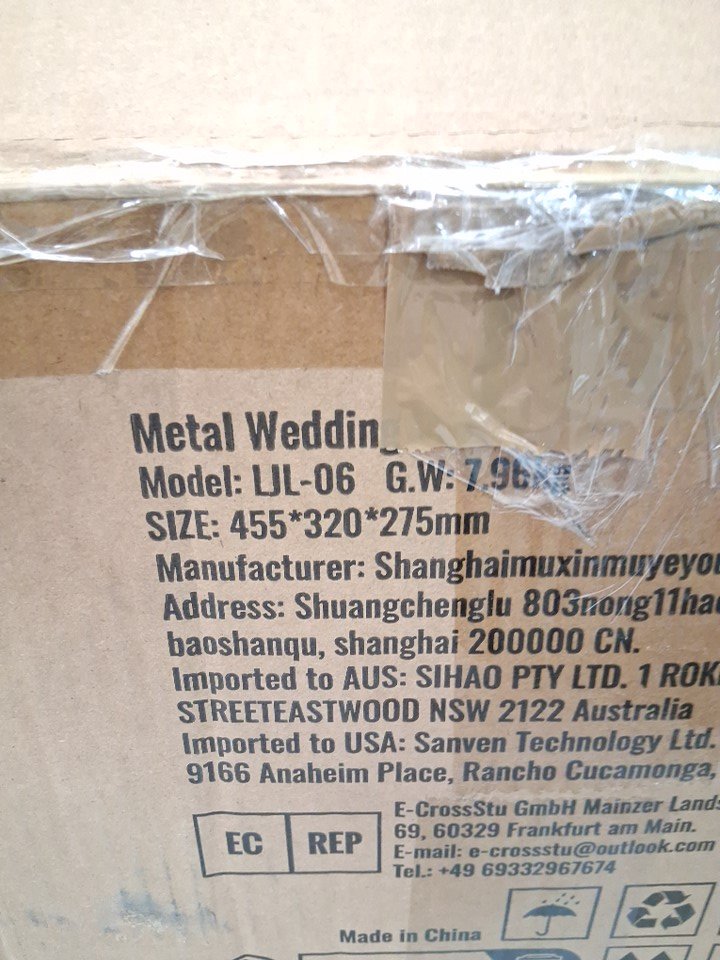 Metal Wedding
Model: LJL-06 G.W: 7.96
SIZE: 455*320*275mm
Manufacturer: Shanghaimuxinmuyeyou
Address: Shuangchenglu 803nong11hao
baoshanqu, shanghai 200000 CN.
Imported to AUS: SIHAO PTY LTD. 1 ROK
STREETEASTWOOD NSW 2122 Australia
Imported to USA: Sanven Technology Ltd.
9166 Anaheim Place, Rancho Cucamonga,
EC REP
E-CrossStu GmbH Mainzer Lands
69, 60329 Frankfurt am Main.
E-mail: e-crossstu@outlook.com
Tel.: +49 69332967674
Made in China